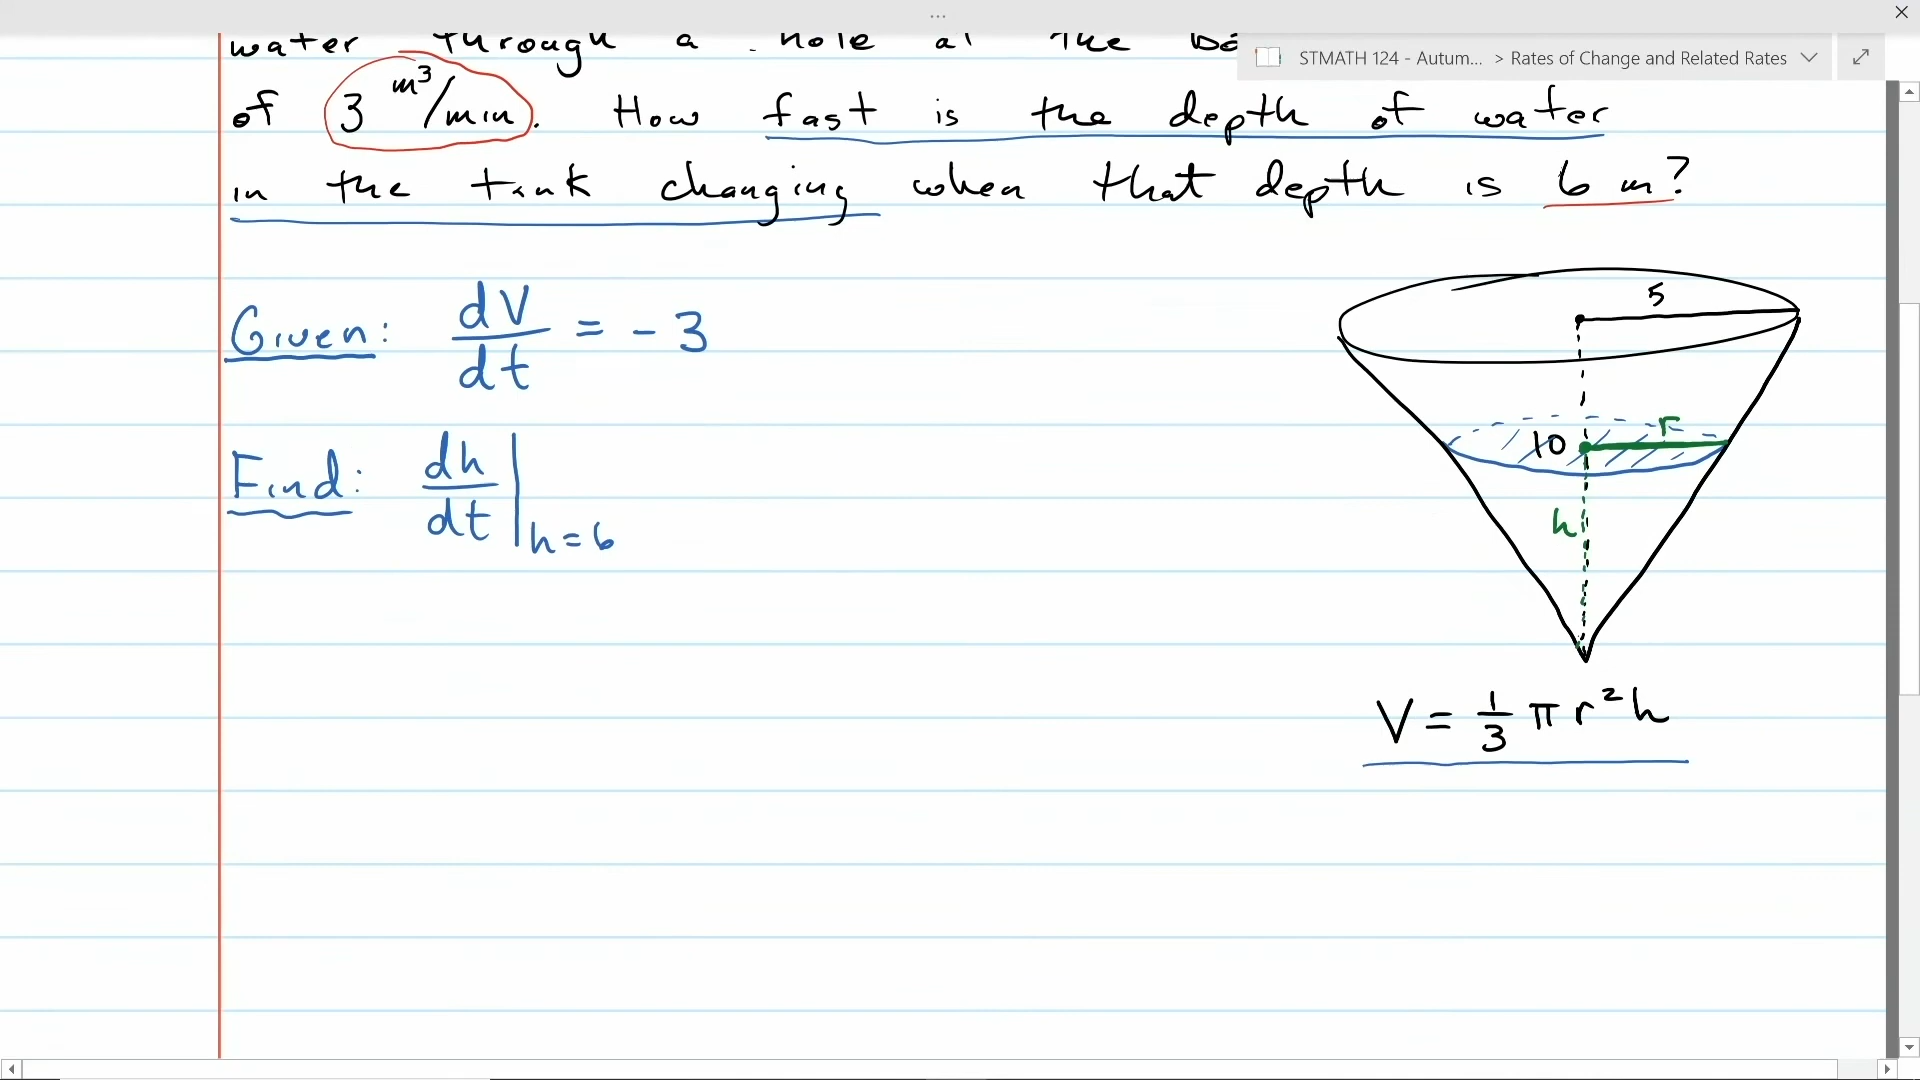 water through a hole at the
STMATH 124 - Autum... > Rates of Change and Related Rates
of 3 m³/min. How fast is the depth of water
in the tank changing when that depth is 6 m?
Given: dV/dt = -3
Find: dh/dt |h=6
5
10
r
h
V = 1/3 π r² h